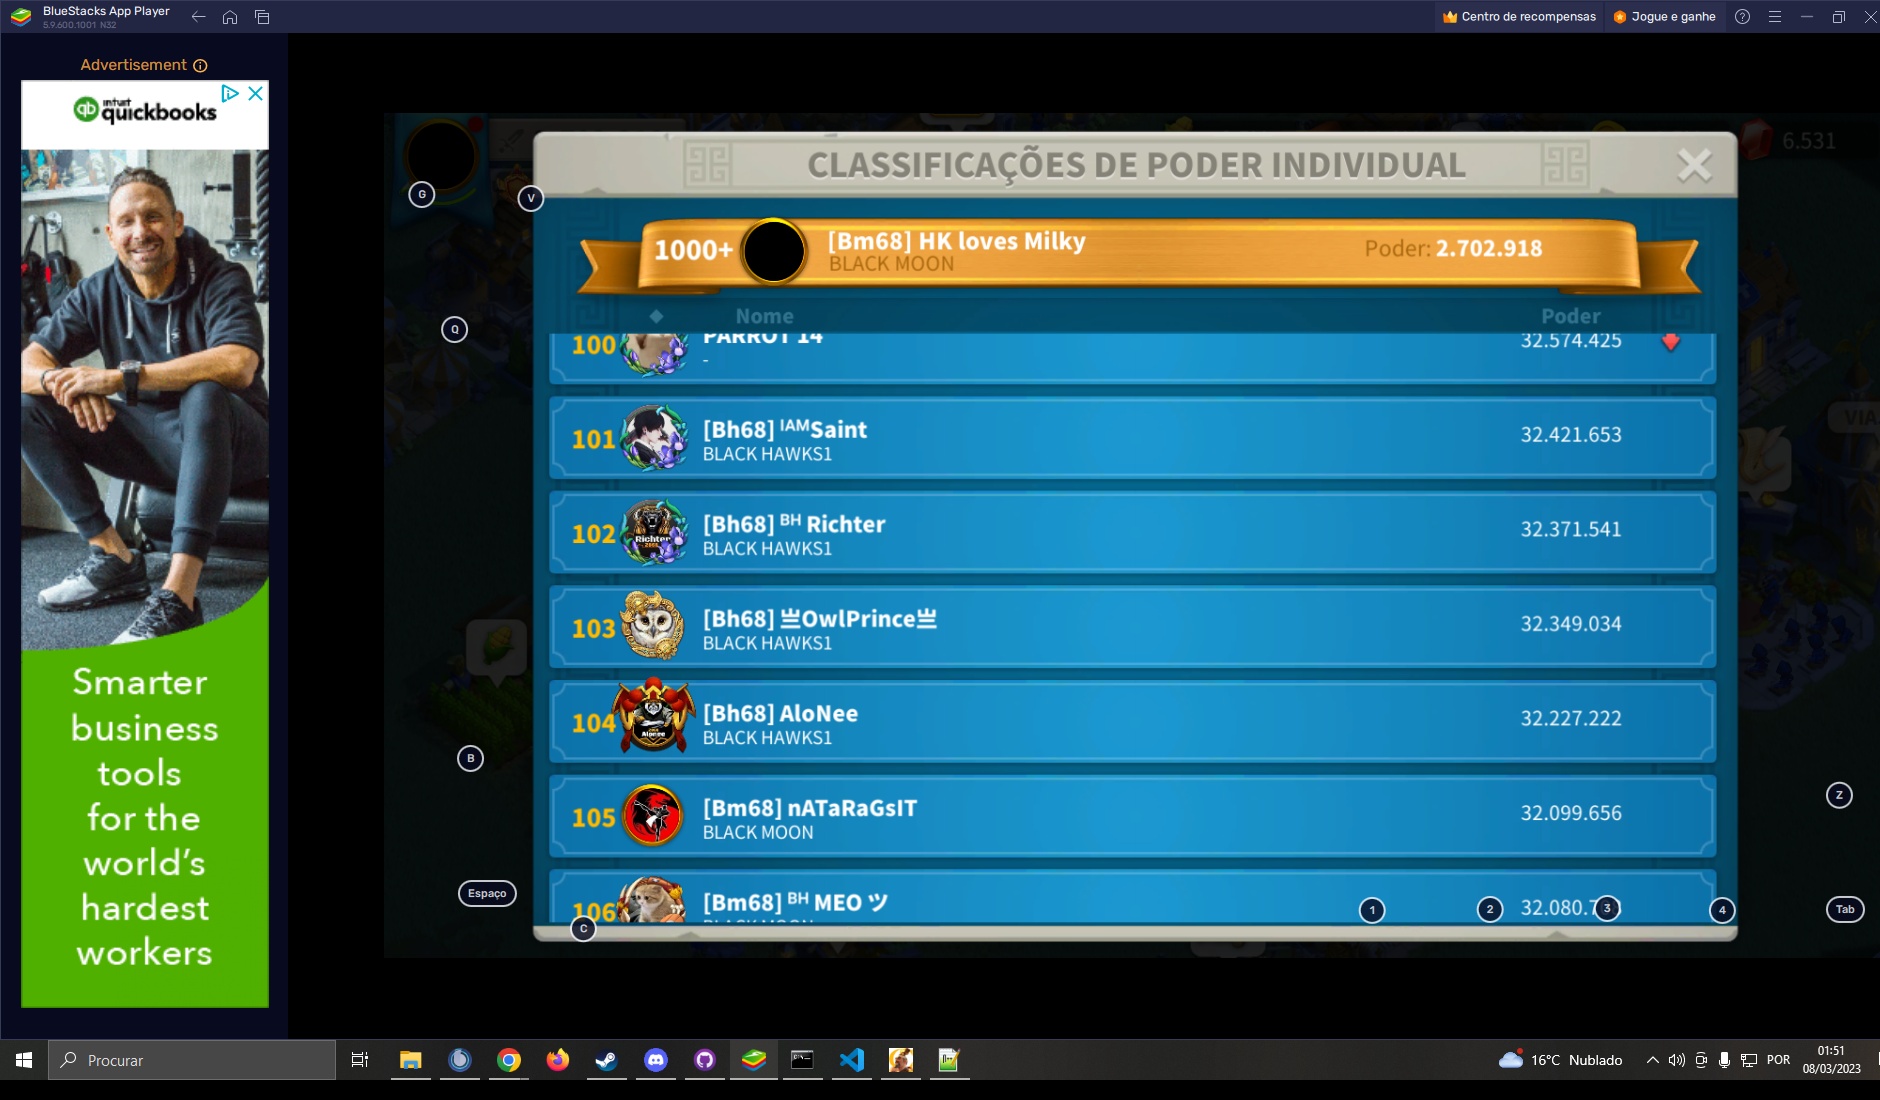 BlueStacks App Player
5.9.600.1001 N32
Centro de recompensas
Jogue e ganhe
Advertisement
intuit
quickbooks
Smarter
business
tools
for the
world's
hardest
workers
6.531
CLASSIFICAÇÕES DE PODER INDIVIDUAL
1000+ [Bm68] HK loves Milky Poder: 2.702.918
BLACK MOON
Nome Poder
100 PARROT 14 32.574.425
-
101 [Bh68] ᴵᴬᴹSaint 32.421.653
BLACK HAWKS1
102 [Bh68] ᴮᴴ Richter 32.371.541
BLACK HAWKS1
Richter
103 [Bh68] 亗OwlPrince亗 32.349.034
BLACK HAWKS1
104 [Bh68] AloNee 32.227.222
BLACK HAWKS1
Alonee
105 [Bm68] nATaRaGsIT 32.099.656
BLACK MOON
106 [Bm68] ᴮᴴ MEO ツ
BLACK MOON
G
V
Q
B
Z
Espaço
C
1
2
3
4
Tab
VIA
Procurar
16°C Nublado
POR
01:51
08/03/2023